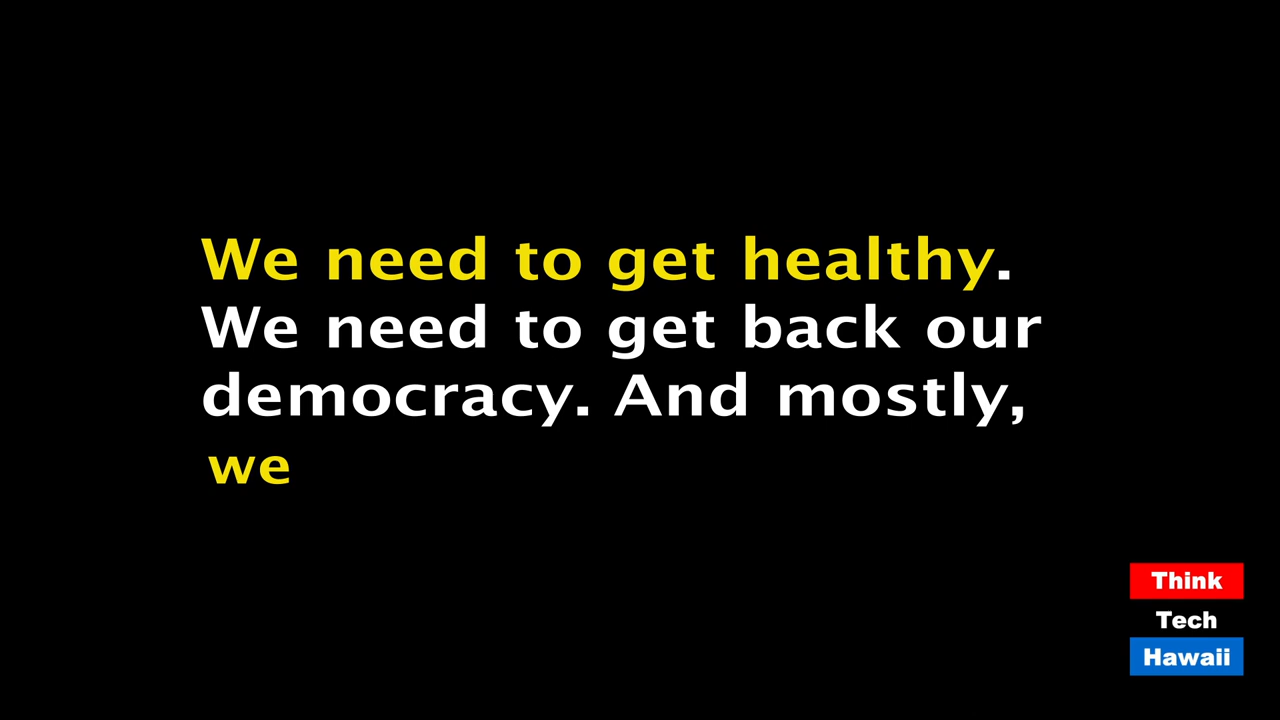 We need to get healthy.
We need to get back our
democracy. And mostly,
we
Think
Tech
Hawaii